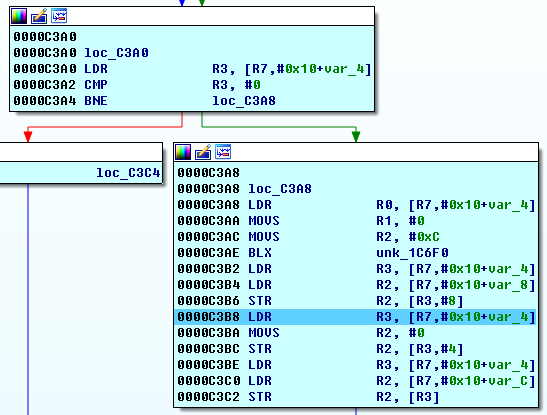 0000C3A0
0000C3A0 loc_C3A0
0000C3A0 LDR R3, [R7,#0x10+var_4]
0000C3A2 CMP R3, #0
0000C3A4 BNE loc_C3A8
loc_C3C4
0000C3A8
0000C3A8 loc_C3A8
0000C3A8 LDR R0, [R7,#0x10+var_4]
0000C3AA MOVS R1, #0
0000C3AC MOVS R2, #0xC
0000C3AE BLX unk_1C6F0
0000C3B2 LDR R3, [R7,#0x10+var_4]
0000C3B4 LDR R2, [R7,#0x10+var_8]
0000C3B6 STR R2, [R3,#8]
0000C3B8 LDR R3, [R7,#0x10+var_4]
0000C3BA MOVS R2, #0
0000C3BC STR R2, [R3,#4]
0000C3BE LDR R3, [R7,#0x10+var_4]
0000C3C0 LDR R2, [R7,#0x10+var_C]
0000C3C2 STR R2, [R3]